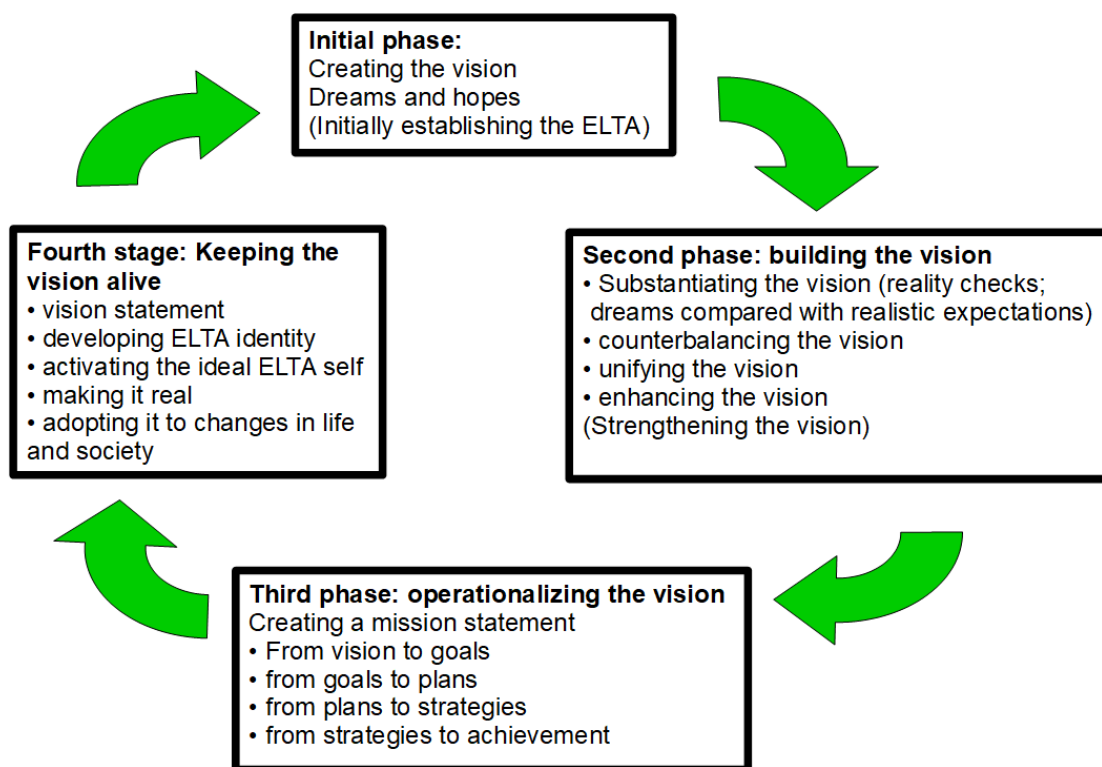 Initial phase:
Creating the vision
Dreams and hopes
(Initially establishing the ELTA)
Second phase: building the vision
• Substantiating the vision (reality checks;
dreams compared with realistic expectations)
• counterbalancing the vision
• unifying the vision
• enhancing the vision
(Strengthening the vision)
Third phase: operationalizing the vision
Creating a mission statement
• From vision to goals
• from goals to plans
• from plans to strategies
• from strategies to achievement
Fourth stage: Keeping the
vision alive
• vision statement
• developing ELTA identity
• activating the ideal ELTA self
• making it real
• adopting it to changes in life
and society